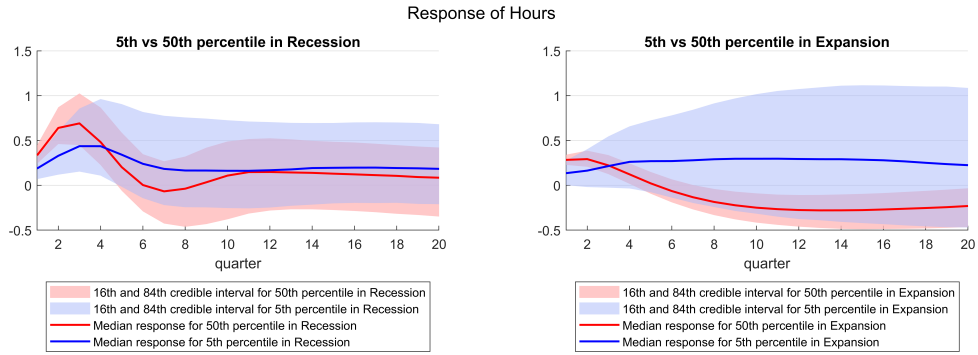 Response of Hours
5th vs 50th percentile in Recession
1.5
1
0.5
0
-0.5
2 4 6 8 10 12 14 16 18 20
quarter
16th and 84th credible interval for 50th percentile in Recession
16th and 84th credible interval for 5th percentile in Recession
Median response for 50th percentile in Recession
Median response for 5th percentile in Recession
5th vs 50th percentile in Expansion
1.5
1
0.5
0
-0.5
2 4 6 8 10 12 14 16 18 20
quarter
16th and 84th credible interval for 50th percentile in Expansion
16th and 84th credible interval for 5th percentile in Expansion
Median response for 50th percentile in Expansion
Median response for 5th percentile in Expansion